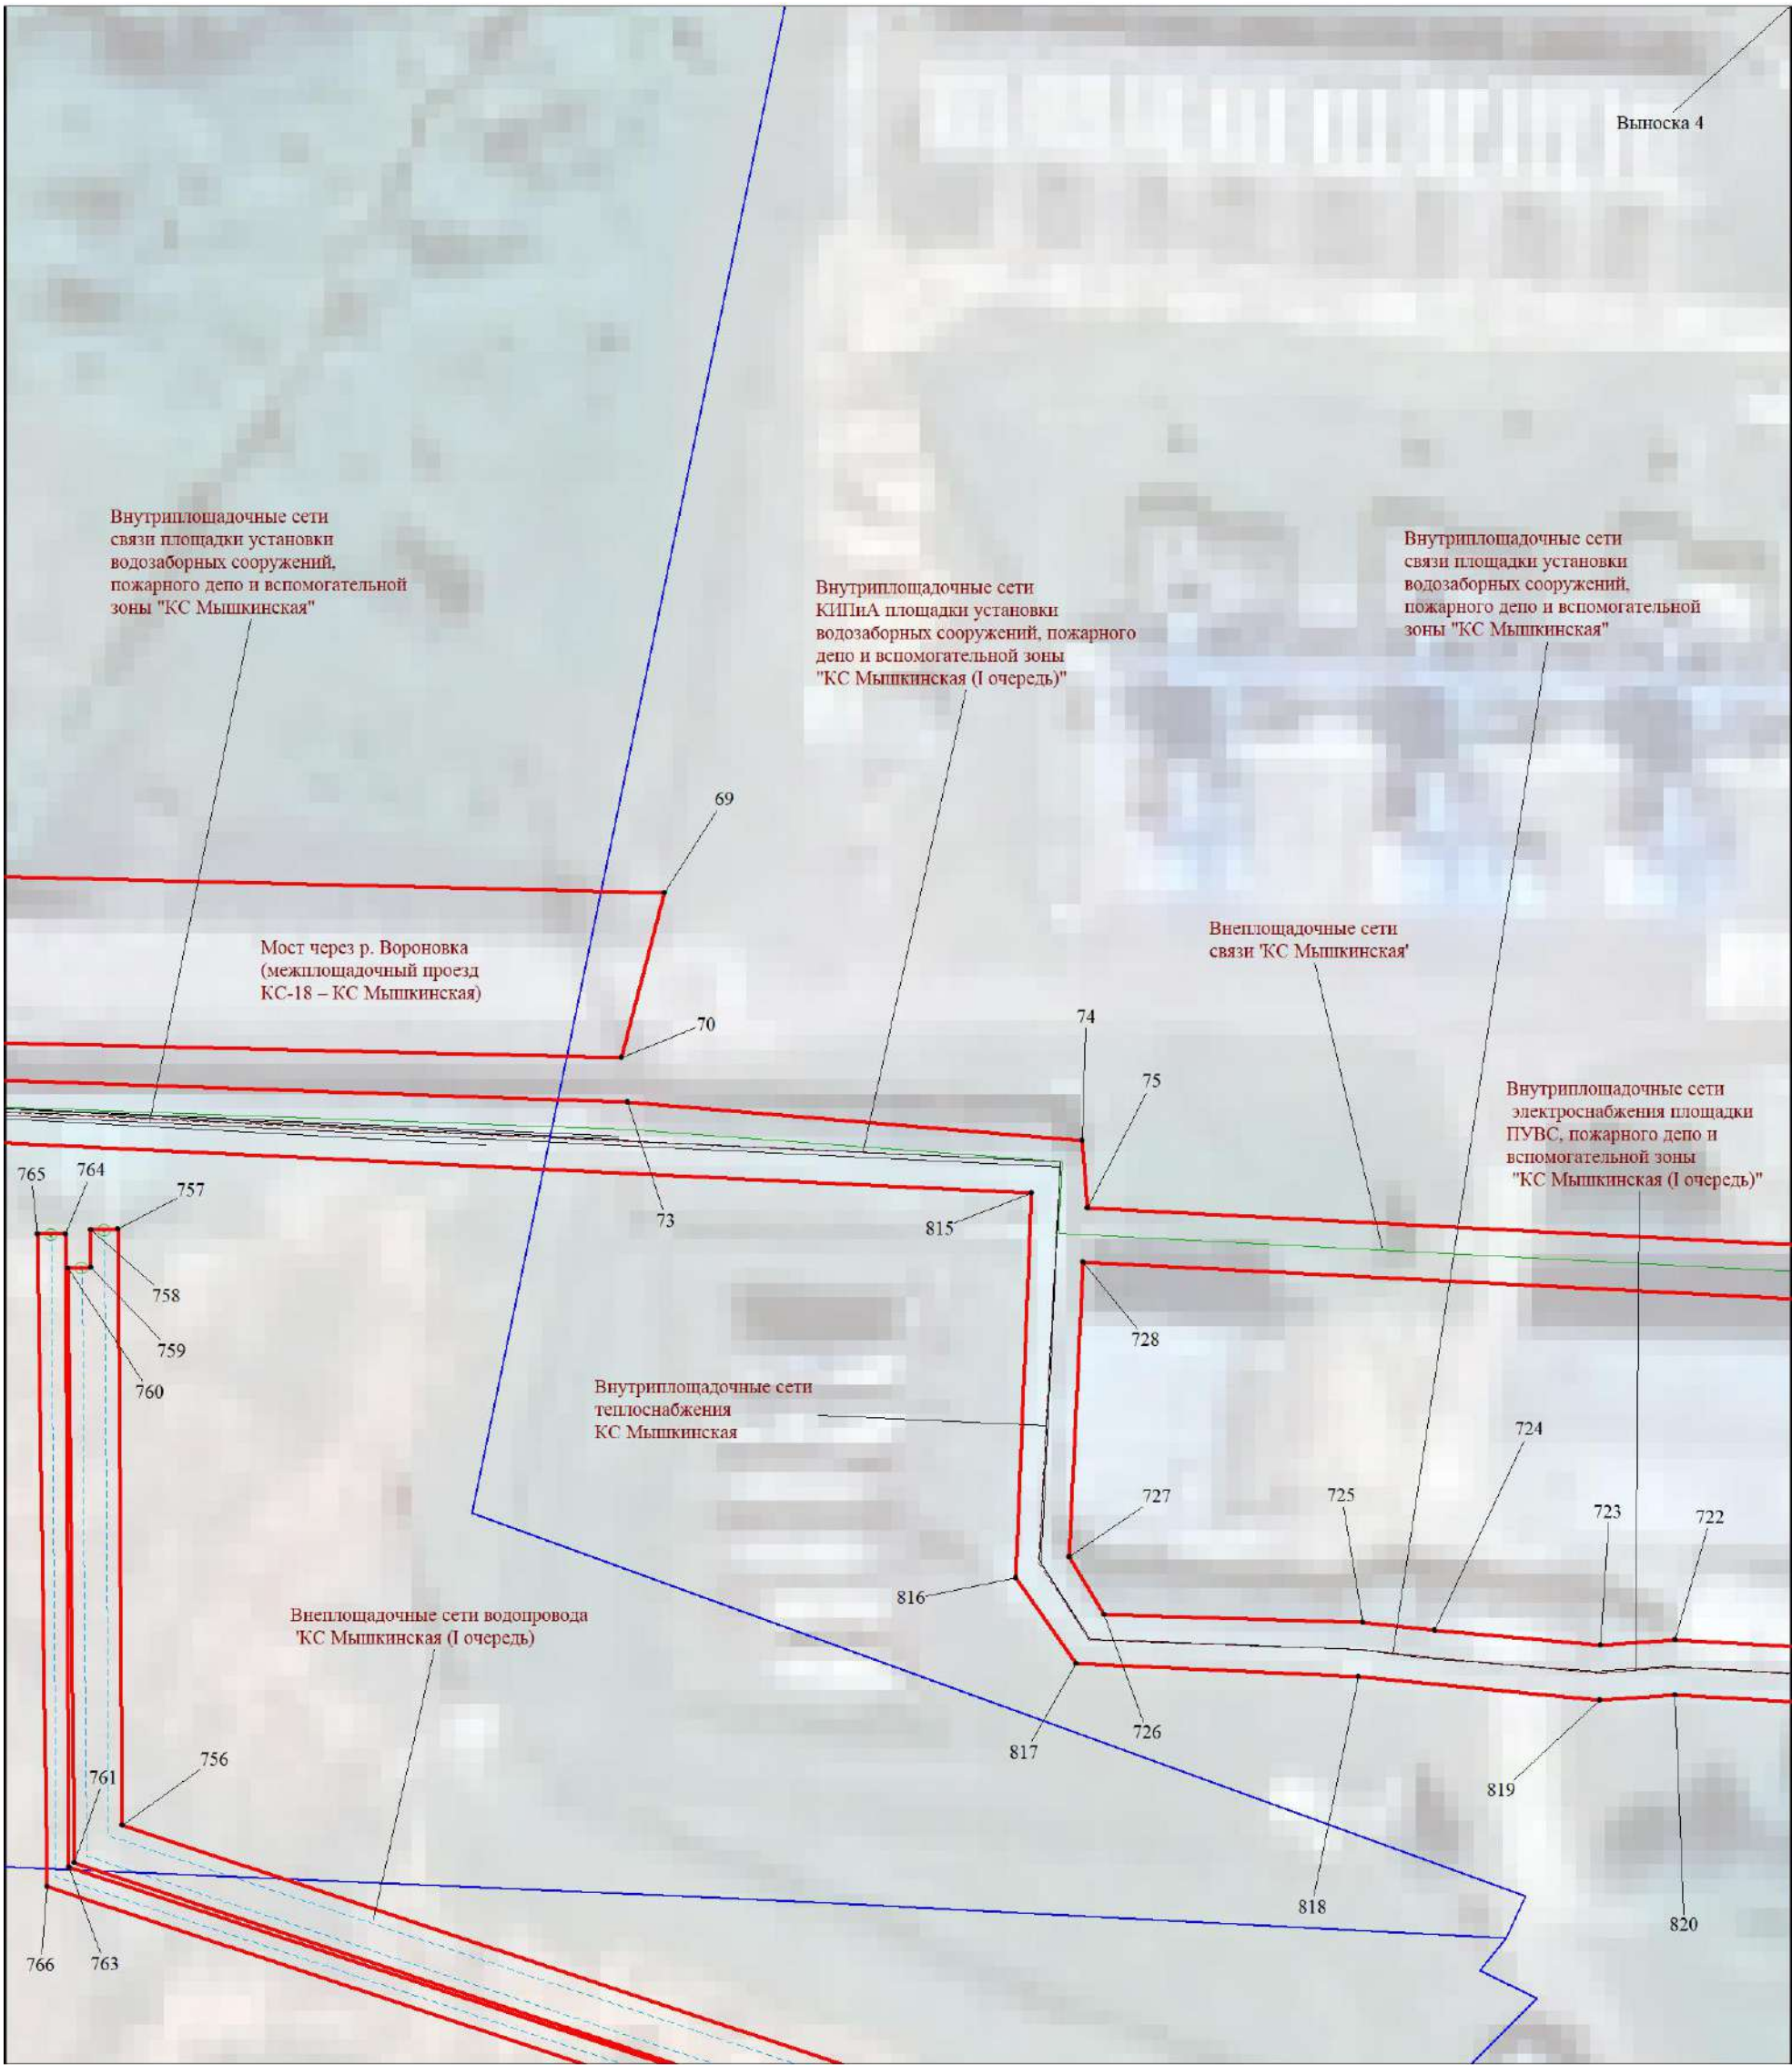 Выноска 4
Внутриплощадочные сети
связи площадки установки
водозаборных сооружений,
пожарного депо и вспомогательной
зоны "КС Мышкинская"
Внутриплощадочные сети
КИПиА площадки установки
водозаборных сооружений, пожарного
депо и вспомогательной зоны
"КС Мышкинская (I очередь)"
Внутриплощадочные сети
связи площадки установки
водозаборных сооружений,
пожарного депо и вспомогательной
зоны "КС Мышкинская"
69
Мост через р. Вороновка
(межплощадочный проезд
КС-18 – КС Мышкинская)
Внеплощадочные сети
связи 'КС Мышкинская'
70
74
75
Внутриплощадочные сети
электроснабжения площадки
ПУВС, пожарного депо и
вспомогательной зоны
"КС Мышкинская (I очередь)"
765
764
757
73
815
758
759
760
728
Внутриплощадочные сети
теплоснабжения
КС Мышкинская
724
727
725
723
722
816
Внеплощадочные сети водопровода
'КС Мышкинская (I очередь)
726
817
756
761
819
818
820
766
763